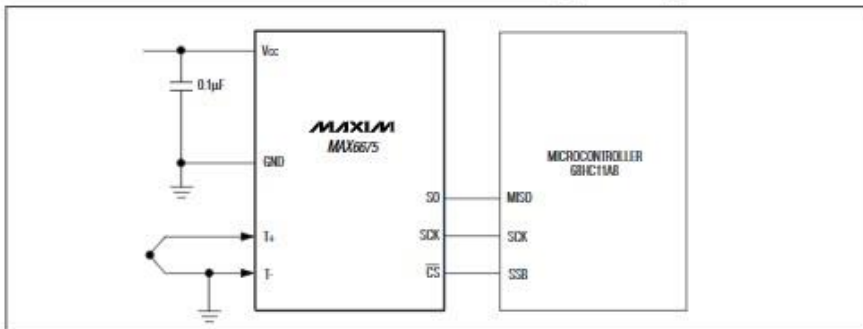 Vcc
0.1µF
MAXIM
MAX6675
GND
MICROCONTROLLER
68HC11A8
SO
MISO
T+
SCK
SCK
T-
CS
SSB